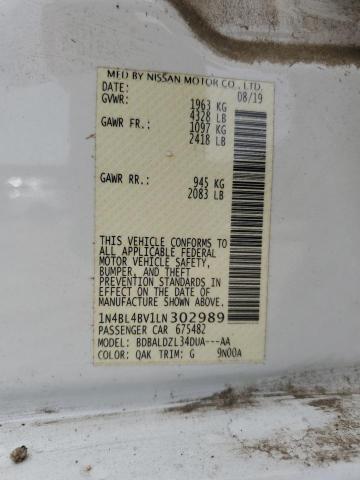 MFD BY NISSAN MOTOR CO., LTD.
DATE: 08/19
GVWR: 1963 KG
4328 LB
GAWR FR.: 1097 KG
2418 LB
GAWR RR.: 945 KG
2083 LB
THIS VEHICLE CONFORMS TO
ALL APPLICABLE FEDERAL
MOTOR VEHICLE SAFETY,
BUMPER, AND THEFT
PREVENTION STANDARDS IN
EFFECT ON THE DATE OF
MANUFACTURE SHOWN ABOVE.
1N4BL4BV1LN302989
PASSENGER CAR 675482
MODEL: BDBALDZL34DUA---AA
COLOR: QAK TRIM: G 9N00A